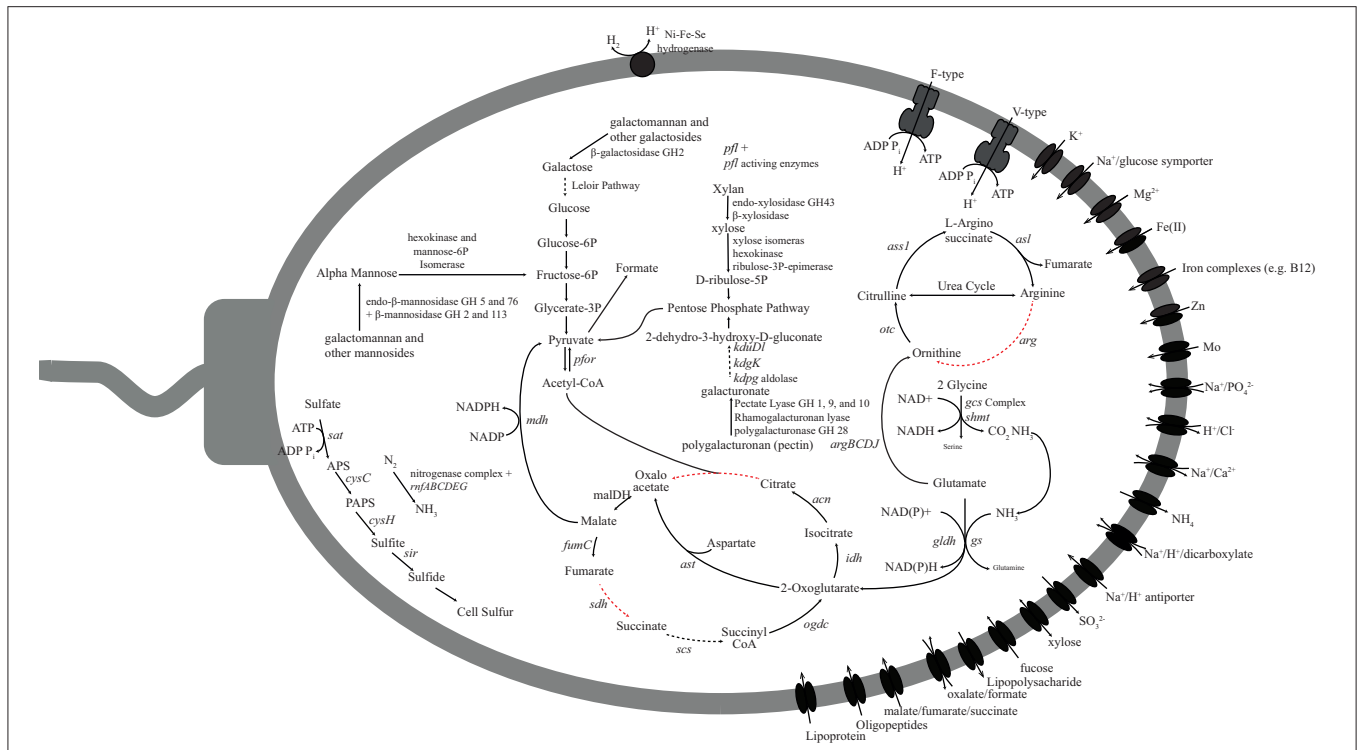 H2
H+
Ni-Fe-Se
hydrogenase
F-type
ADP Pi
ATP
H+
V-type
ADP Pi
ATP
H+
K+
Na+/glucose symporter
Mg2+
Fe(II)
Iron complexes (e.g. B12)
Zn
Mo
Na+/PO42-
H+/Cl-
Na+/Ca2+
NH4
Na+/H+/dicarboxylate
Na+/H+ antiporter
SO32-
xylose
fucose
Lipopolysacharide
oxalate/formate
malate/fumarate/succinate
Oligopeptides
Lipoprotein
galactomannan and
other galactosides
β-galactosidase GH2
Galactose
Leloir Pathway
Glucose
Glucose-6P
Fructose-6P
Glycerate-3P
Pyruvate
pfor
Acetyl-CoA
Formate
hexokinase and
mannose-6P
Isomerase
Alpha Mannose
endo-β-mannosidase GH 5 and 76
+ β-mannosidase GH 2 and 113
galactomannan and
other mannosides
pfl +
pfl activing enzymes
Xylan
endo-xylosidase GH43
β-xylosidase
xylose
xylose isomeras
hexokinase
ribulose-3P-epimerase
D-ribulose-5P
Pentose Phosphate Pathway
2-dehydro-3-hydroxy-D-gluconate
kduDI
kdgK
kdpg aldolase
galacturonate
Pectate Lyase GH 1, 9, and 10
Rhamogalacturonan lyase
polygalacturonase GH 28
polygalacturonan (pectin)
L-Argino
succinate
ass1
asl
Fumarate
Citrulline
Urea Cycle
Arginine
otc
arg
Ornithine
2 Glycine
NAD+
gcs Complex
shmt
NADH
CO2 NH3
Serine
argBCDJ
Glutamate
NAD(P)+
NH3
gldh
gs
NAD(P)H
Glutamine
NADPH
mdh
NADP
Sulfate
ATP
sat
ADP Pi
APS
cysC
PAPS
cysH
Sulfite
sir
Sulfide
Cell Sulfur
N2
nitrogenase complex +
rnfABCDEG
NH3
Oxalo
acetate
malDH
Malate
fumC
Fumarate
sdh
Succinate
scs
Succinyl
CoA
ogdc
2-Oxoglutarate
idh
Isocitrate
acn
Citrate
Aspartate
ast